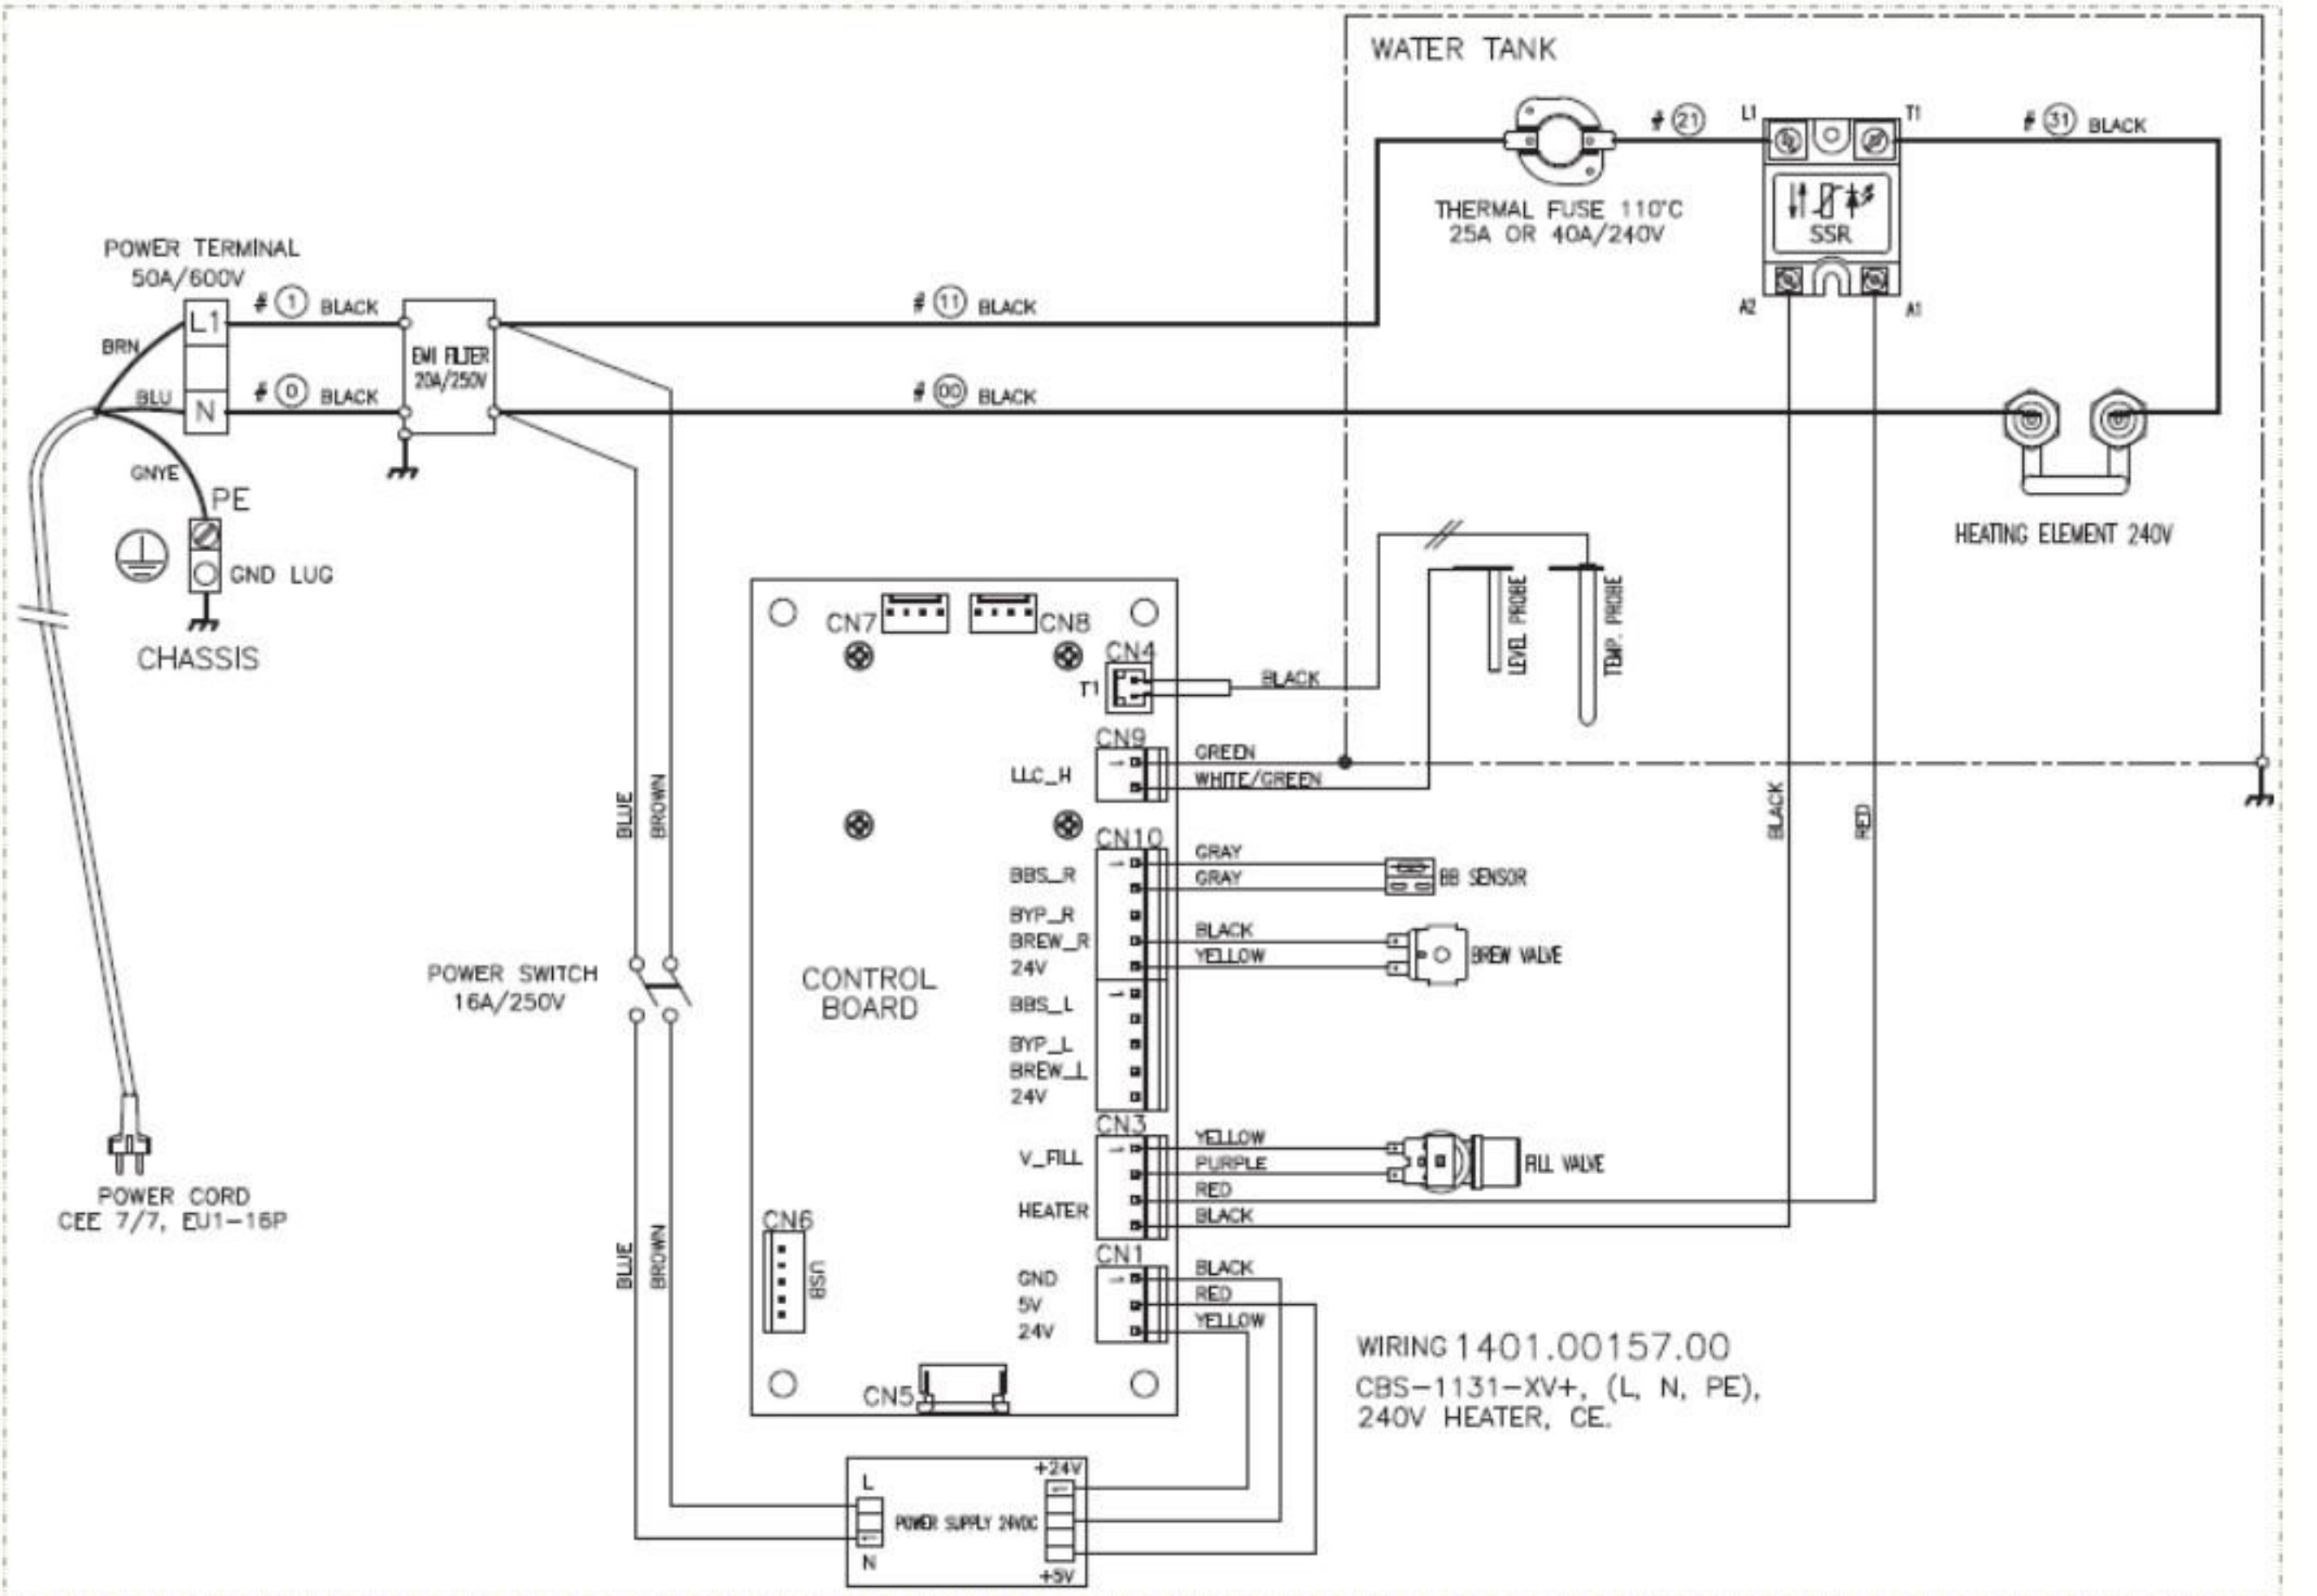 WATER TANK
# 21
L1
T1
# 31 BLACK
THERMAL FUSE 110°C
25A OR 40A/240V
SSR
A2
A1
POWER TERMINAL
50A/600V
L1
# 1 BLACK
# 11 BLACK
BRN
EMI FILTER
20A/250V
BLU
N
# 0 BLACK
# 00 BLACK
GNYE
PE
GND LUG
CHASSIS
HEATING ELEMENT 240V
LEVEL PROBE
TEMP. PROBE
CN7
CN8
CN4
T1
BLACK
CN9
LLC_H
GREEN
WHITE/GREEN
BLUE
BROWN
BLACK
RED
CN10
BBS_R
GRAY
GRAY
BB SENSOR
BYP_R
BREW_R
BLACK
24V
YELLOW
BREW VALVE
POWER SWITCH
16A/250V
CONTROL
BOARD
BBS_L
BYP_L
BREW_L
24V
CN3
V_FILL
YELLOW
PURPLE
FILL VALVE
HEATER
RED
BLACK
POWER CORD
CEE 7/7, EU1-16P
CN6
USB
BLUE
BROWN
CN1
GND
BLACK
5V
RED
24V
YELLOW
CN5
WIRING 1401.00157.00
CBS-1131-XV+, (L, N, PE),
240V HEATER, CE.
L
+24V
POWER SUPPLY 24VDC
N
+5V